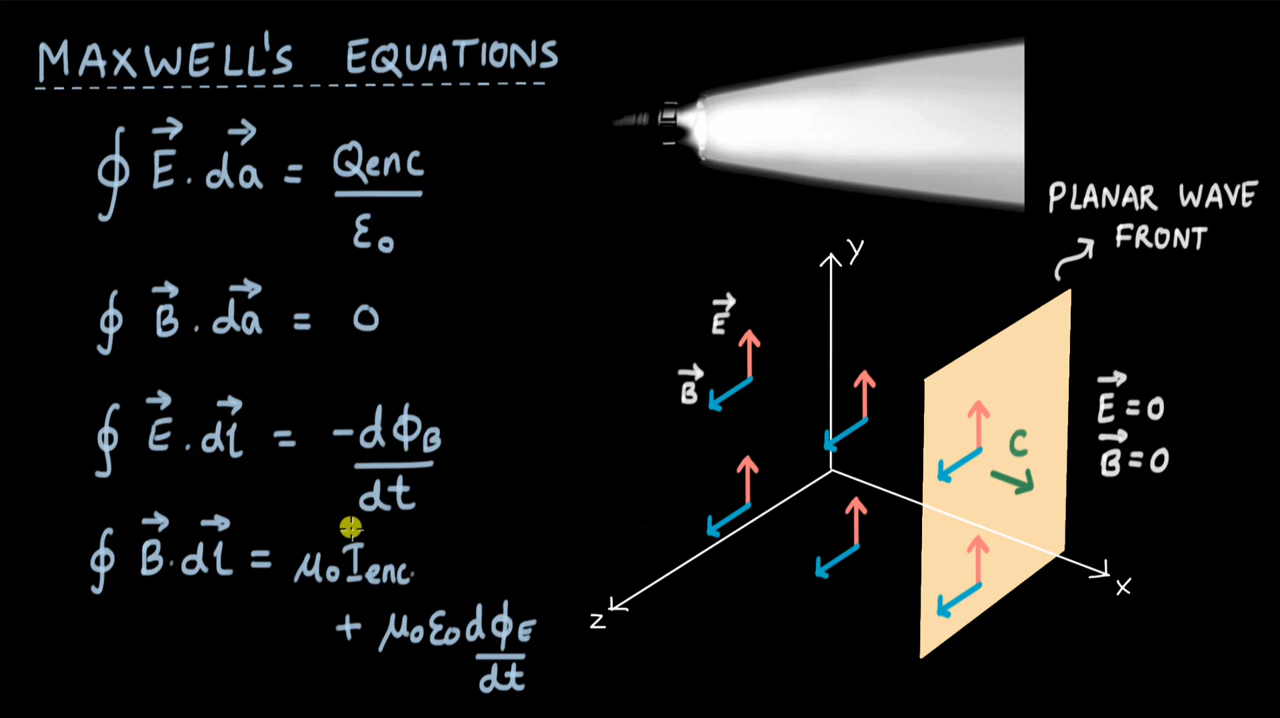 MAXWELL'S EQUATIONS
∮ E⃗ . da⃗ = Qenc / ε₀
∮ B⃗ . da⃗ = 0
∮ E⃗ . dl⃗ = -dϕB / dt
∮ B⃗ . dl⃗ = μ₀Ienc.
+ μ₀ε₀ dϕE / dt
PLANAR WAVE
FRONT
y
E⃗
B⃗
C
E⃗ = 0
B⃗ = 0
x
z